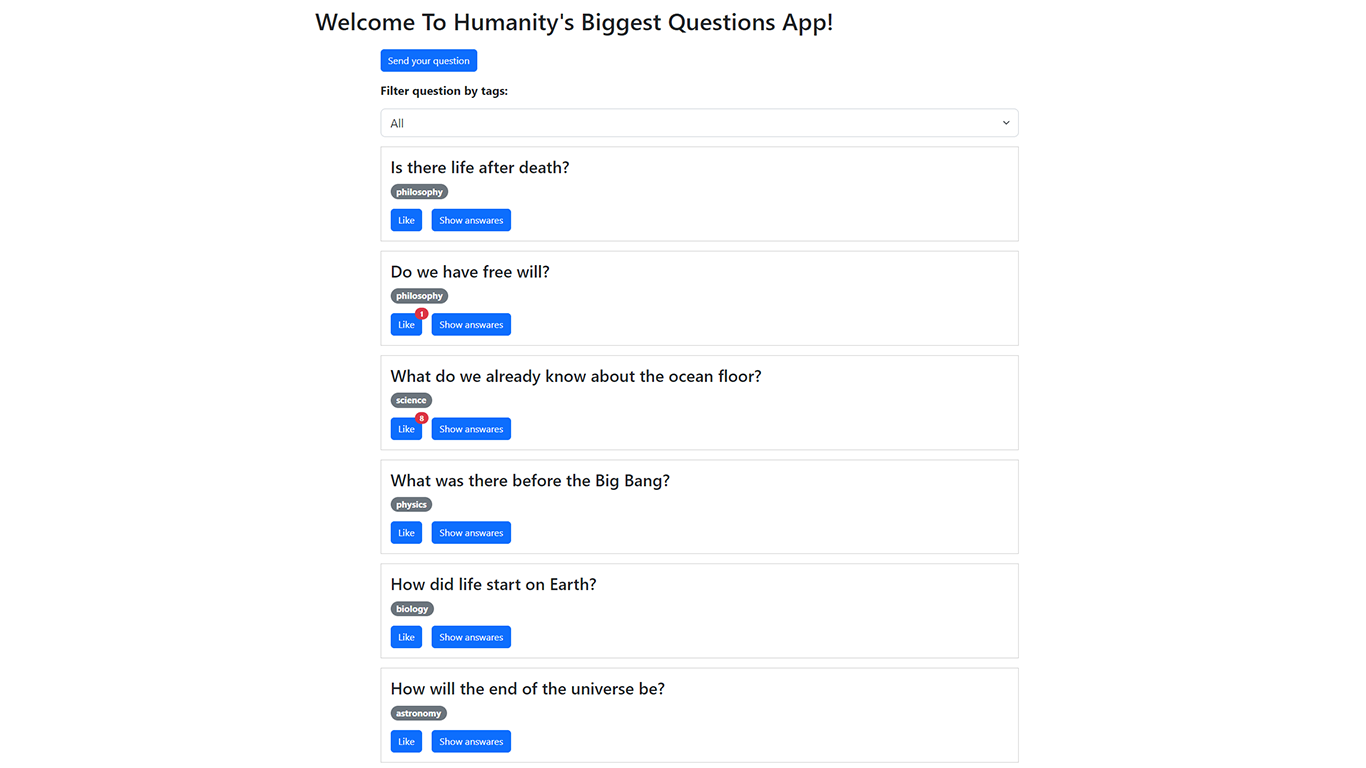 Welcome To Humanity's Biggest Questions App!
Send your question
Filter question by tags:
All
Is there life after death?
philosophy
Like Show answares
Do we have free will?
philosophy
Like 1 Show answares
What do we already know about the ocean floor?
science
Like 8 Show answares
What was there before the Big Bang?
physics
Like Show answares
How did life start on Earth?
biology
Like Show answares
How will the end of the universe be?
astronomy
Like Show answares